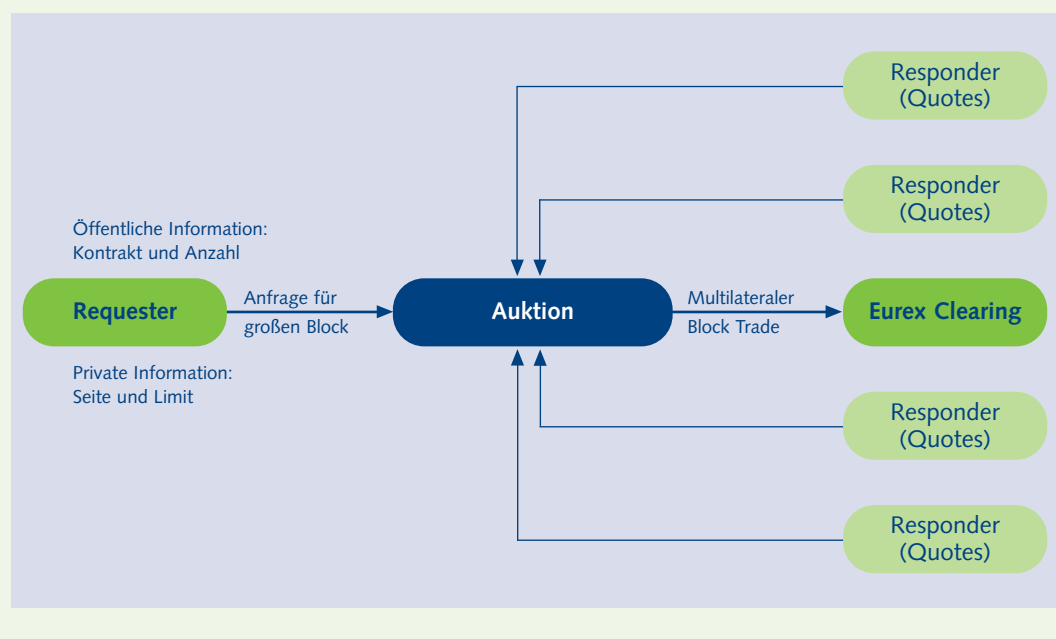 Responder
(Quotes)
Responder
(Quotes)
Öffentliche Information:
Kontrakt und Anzahl
Requester
Anfrage für
großen Block
Auktion
Multilateraler
Block Trade
Eurex Clearing
Private Information:
Seite und Limit
Responder
(Quotes)
Responder
(Quotes)